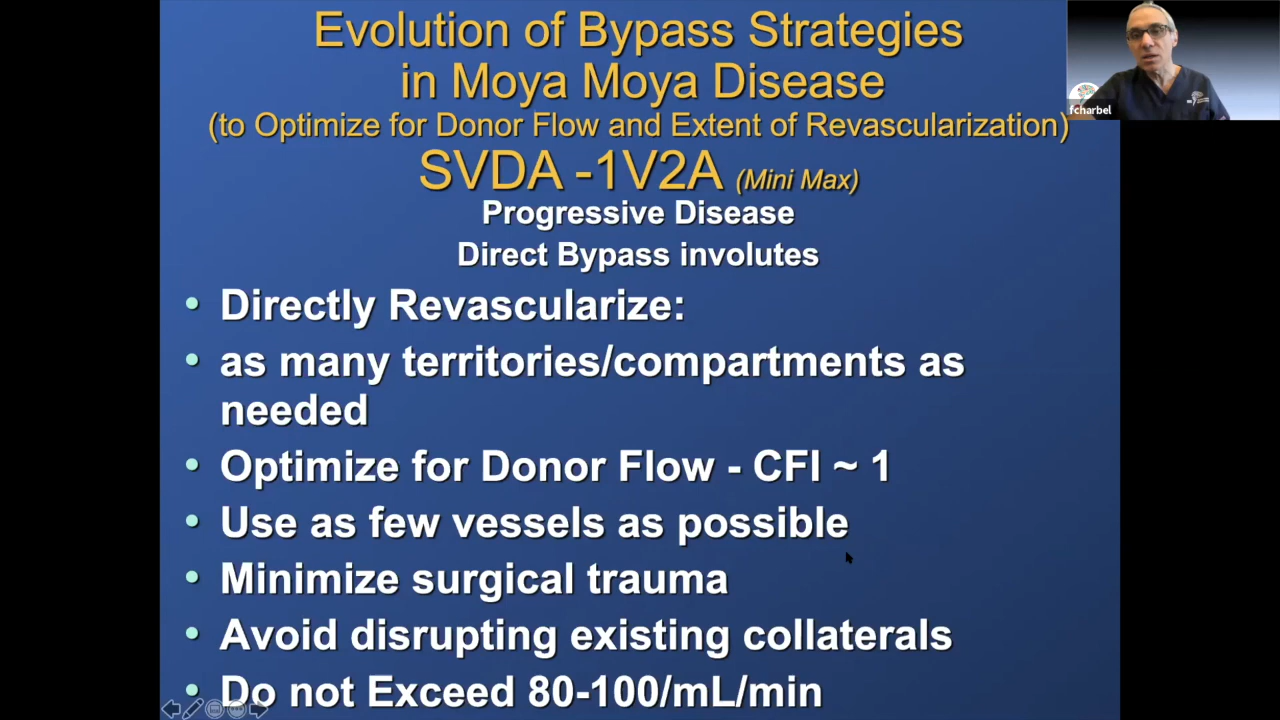 Evolution of Bypass Strategies
in Moya Moya Disease
(to Optimize for Donor Flow and Extent of Revascularization)
SVDA -1V2A (Mini Max)
Progressive Disease
Direct Bypass involutes
• Directly Revascularize:
• as many territories/compartments as
needed
• Optimize for Donor Flow - CFI ~ 1
• Use as few vessels as possible
• Minimize surgical trauma
• Avoid disrupting existing collaterals
• Do not Exceed 80-100/mL/min
fcharbel